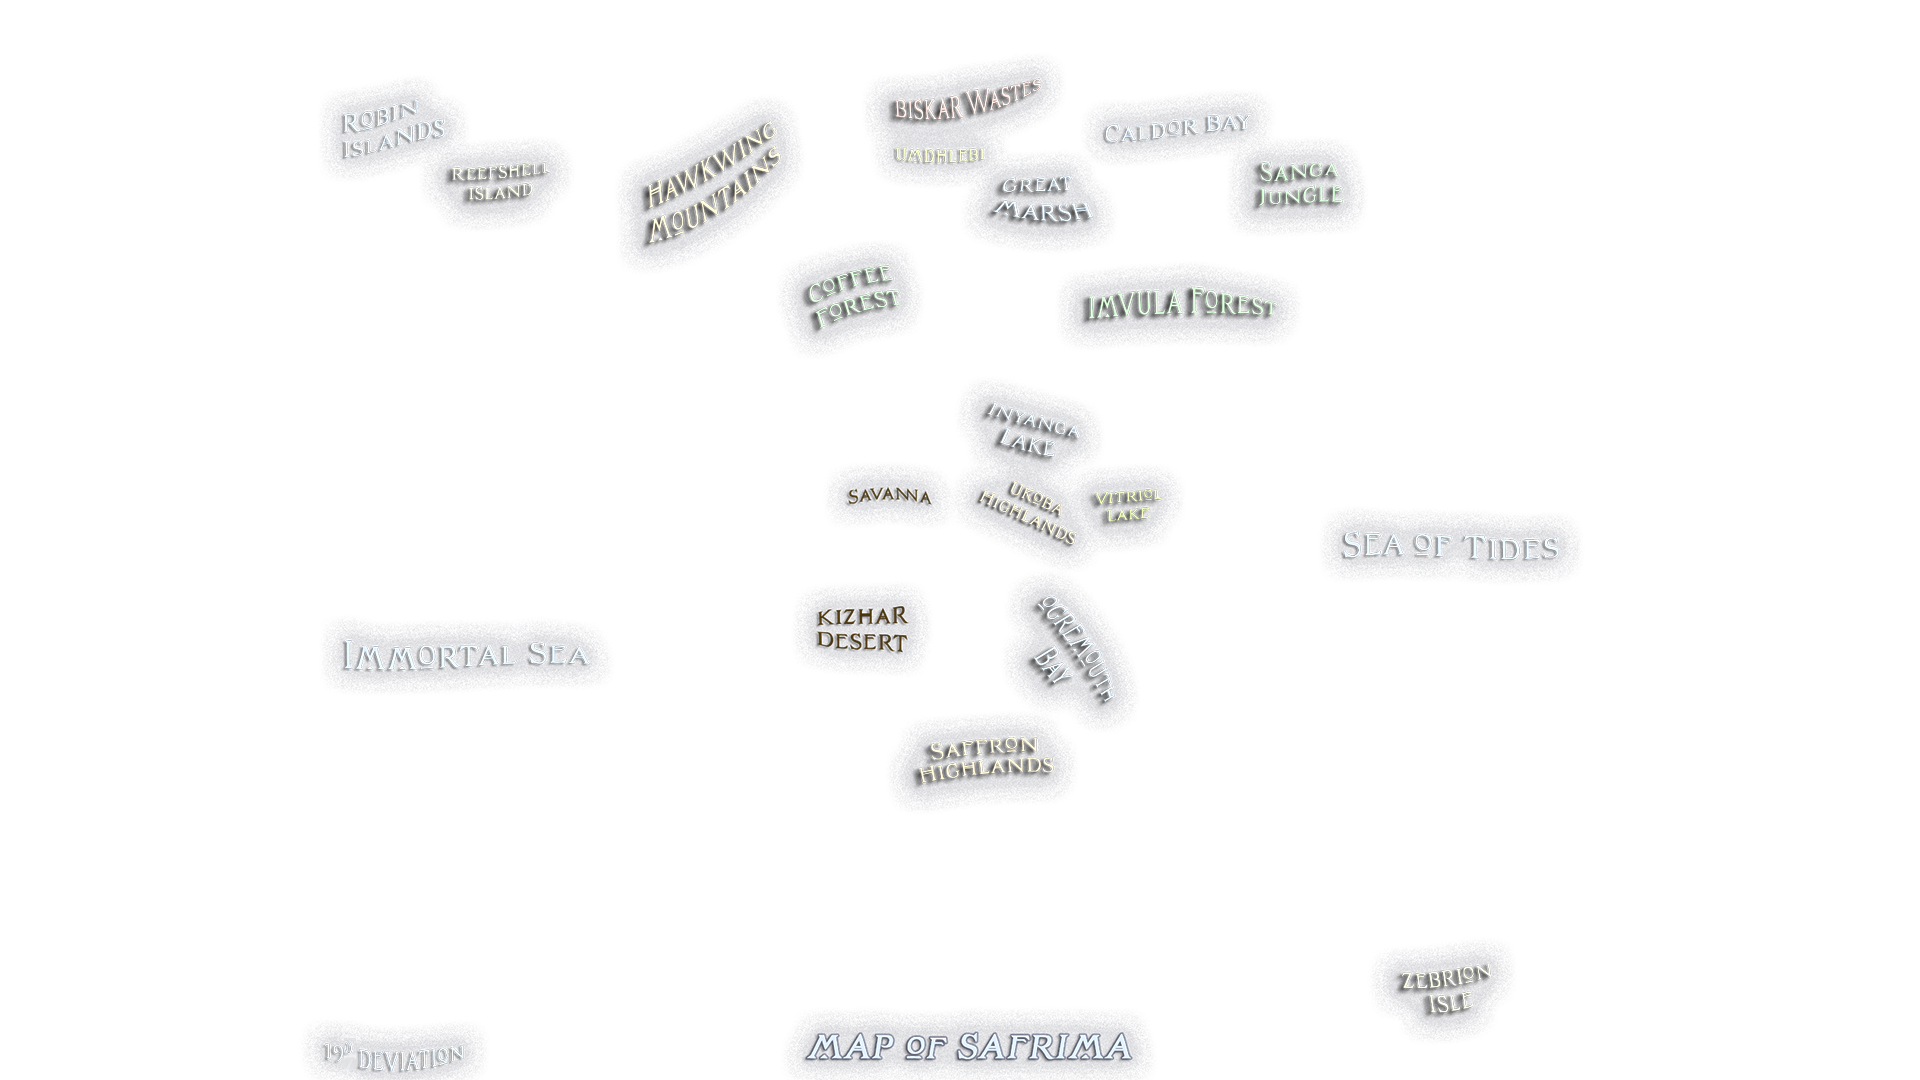 Robin
Islands
Reefshell
Island
Hawkwing
Mountains
Biskar Wastes
Umdhlebi
Great
Marsh
Caldor Bay
Sanga
Jungle
Coffee
Forest
Imvula Forest
Inyanga
Lake
Savanna
Ukoba
Highlands
Vitriol
Lake
Sea of Tides
Immortal Sea
Kizhar
Desert
Ogremouth
Bay
Saffron
Highlands
Zebrion
Isle
19º Deviation
Map of Safrima